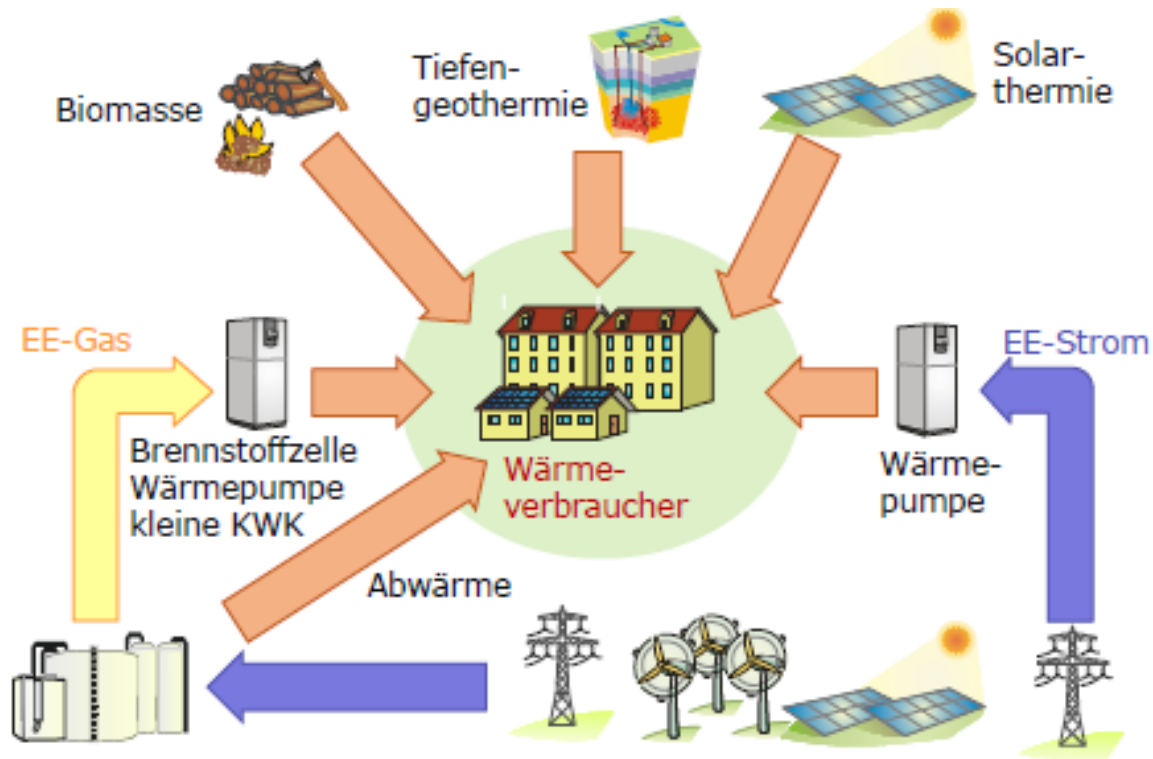 Biomasse
Tiefen-
geothermie
Solar-
thermie
EE-Gas
EE-Strom
Brennstoffzelle
Wärmepumpe
kleine KWK
Wärme-
verbraucher
Wärme-
pumpe
Abwärme